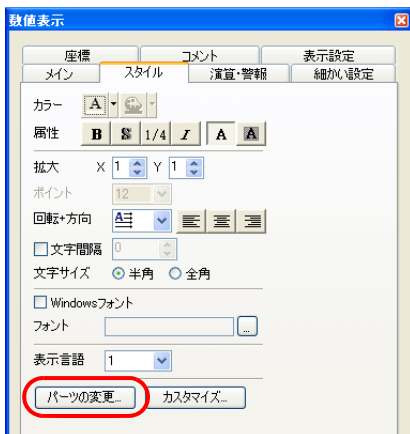 数値表示
座標 コメント 表示設定
メイン スタイル 演算・警報 細かい設定
カラー A
属性 B S 1/4 I A A
拡大 X 1 Y 1
ポイント 12
回転+方向 A
文字間隔 0
文字サイズ 半角 全角
Windowsフォント
フォント ...
表示言語 1
パーツの変更... カスタマイズ...